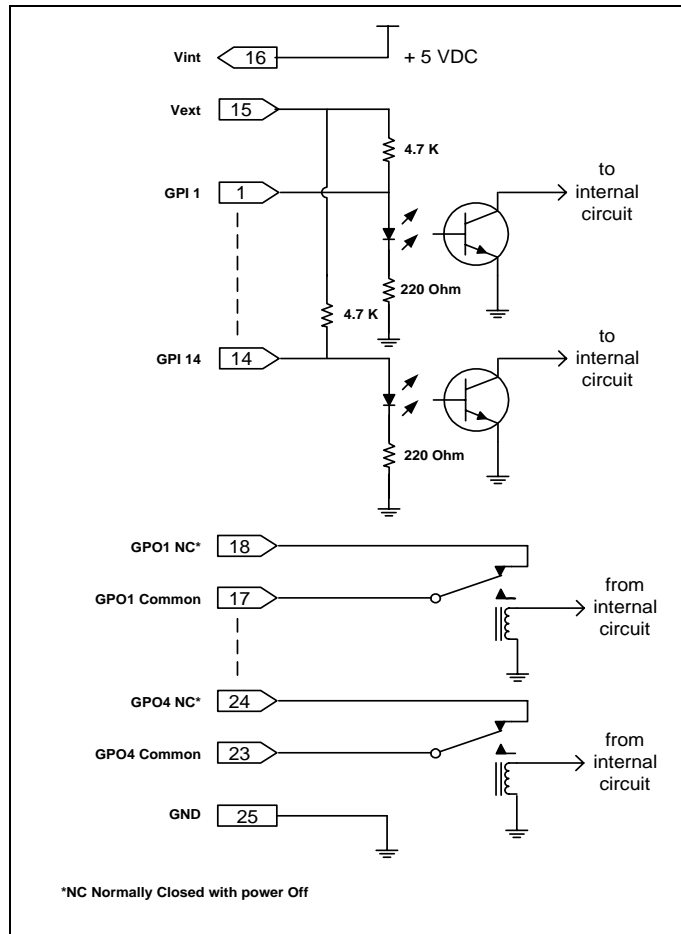 Vint 16 + 5 VDC
Vext 15
4.7 K
GPI 1 1
to
internal
circuit
220 Ohm
4.7 K
GPI 14 14
to
internal
circuit
220 Ohm
GPO1 NC* 18
GPO1 Common 17
from
internal
circuit
GPO4 NC* 24
GPO4 Common 23
from
internal
circuit
GND 25
*NC Normally Closed with power Off